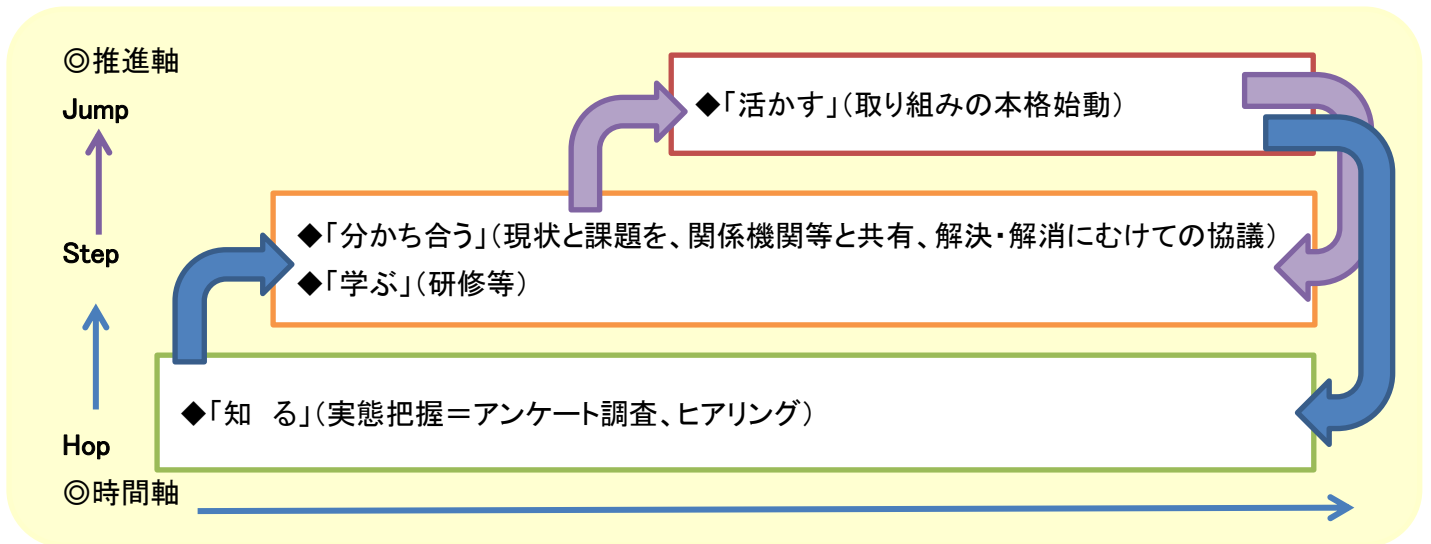 ◎推進軸
Jump
◆「活かす」（取り組みの本格始動）
Step
◆「分かち合う」（現状と課題を、関係機関等と共有、解決・解消にむけての協議）
◆「学ぶ」（研修等）
◆「知　る」（実態把握＝アンケート調査、ヒアリング）
Hop
◎時間軸